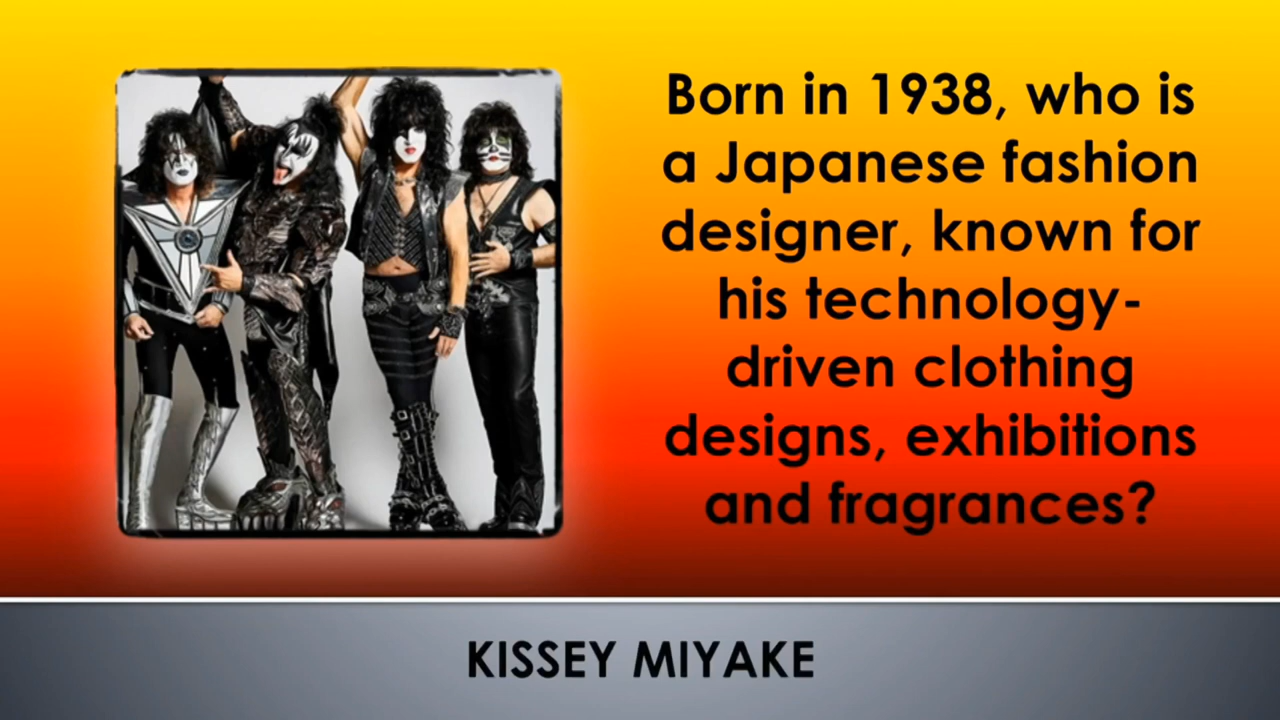 Born in 1938, who is
a Japanese fashion
designer, known for
his technology-
driven clothing
designs, exhibitions
and fragrances?
KISSEY MIYAKE